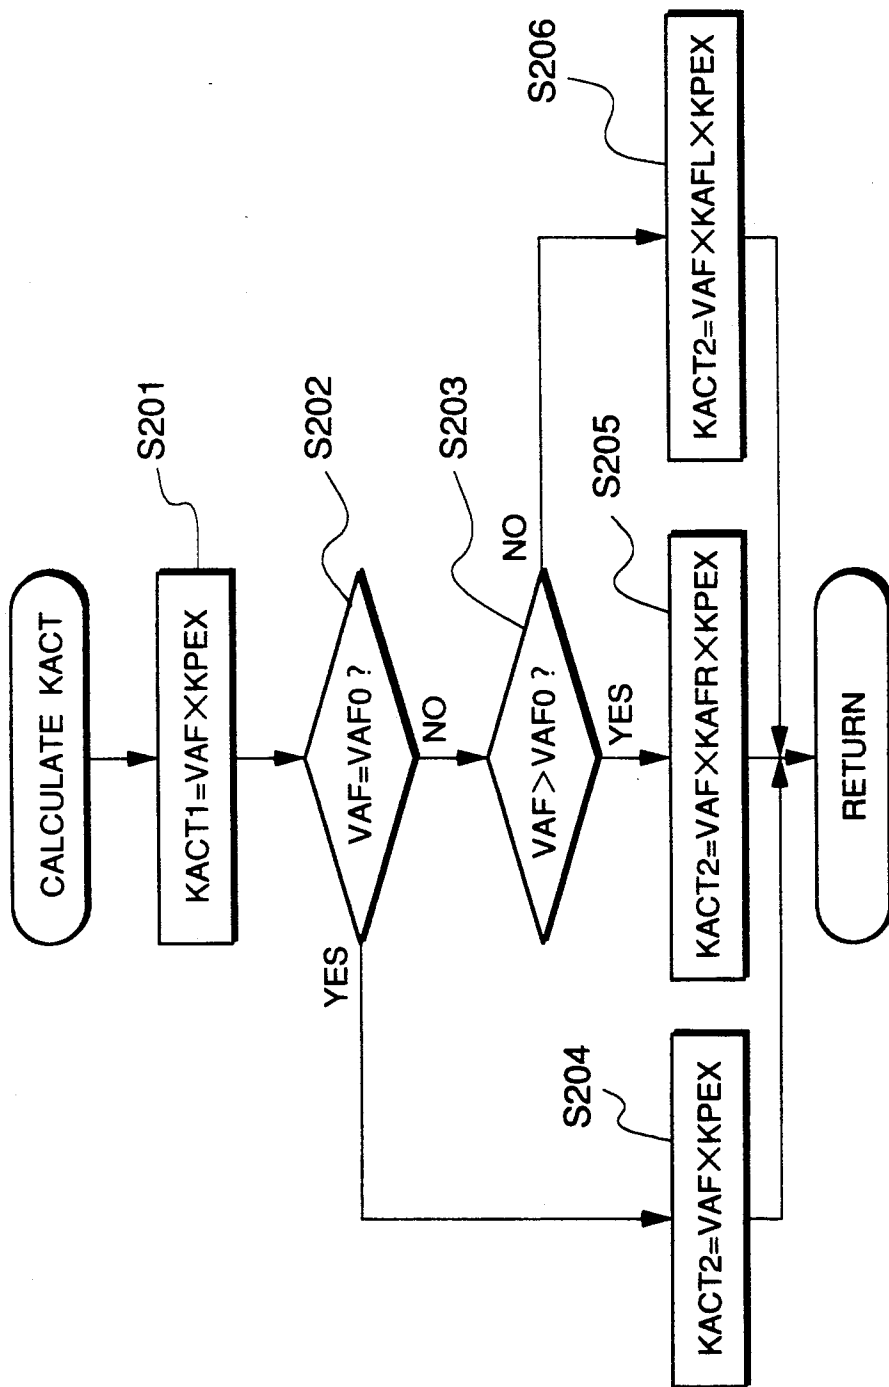 CALCULATE KACT
S201
KACT1=VAF×KPEX
S202
VAF=VAF0 ?
YES
NO
S203
VAF>VAF0 ?
NO
YES
S204
KACT2=VAF×KPEX
S205
KACT2=VAF×KAFR×KPEX
S206
KACT2=VAF×KAFL×KPEX
RETURN